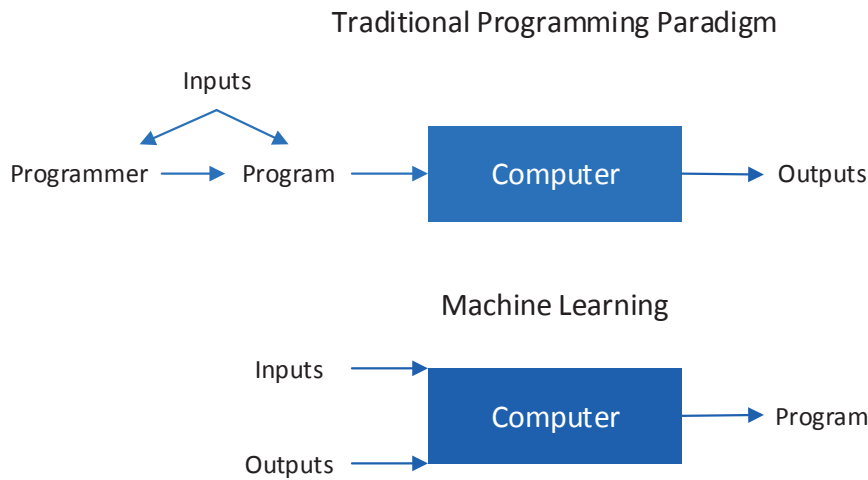 Traditional Programming Paradigm
Inputs
Programmer Program Computer Outputs
Machine Learning
Inputs
Computer Program
Outputs